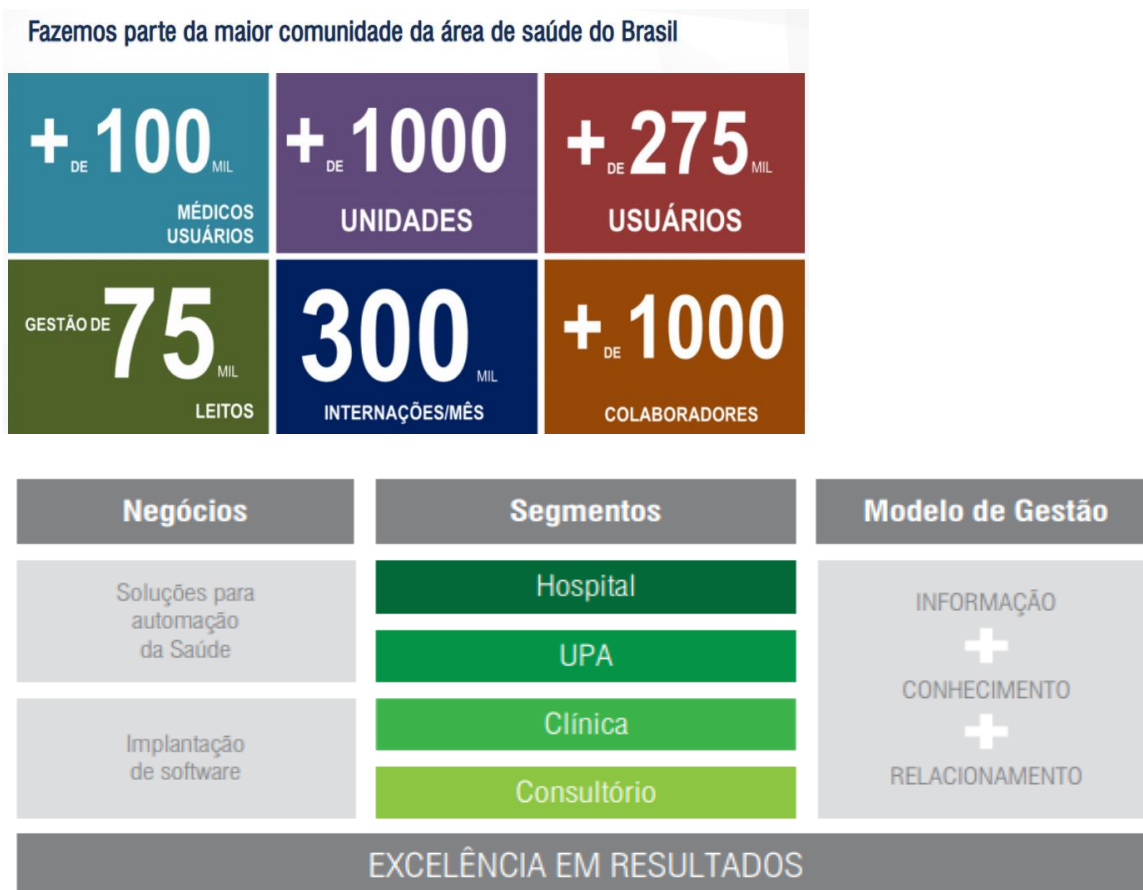 Fazemos parte da maior comunidade da área de saúde do Brasil
+ DE 100 MIL
MÉDICOS
USUÁRIOS
+ DE 1000
UNIDADES
+ DE 275 MIL
USUÁRIOS
GESTÃO DE 75 MIL
LEITOS
300 MIL
INTERNAÇÕES/MÊS
+ DE 1000
COLABORADORES
Negócios
Soluções para
automação
da Saúde
Implantação
de software
Segmentos
Hospital
UPA
Clínica
Consultório
Modelo de Gestão
INFORMAÇÃO
+
CONHECIMENTO
+
RELACIONAMENTO
EXCELÊNCIA EM RESULTADOS